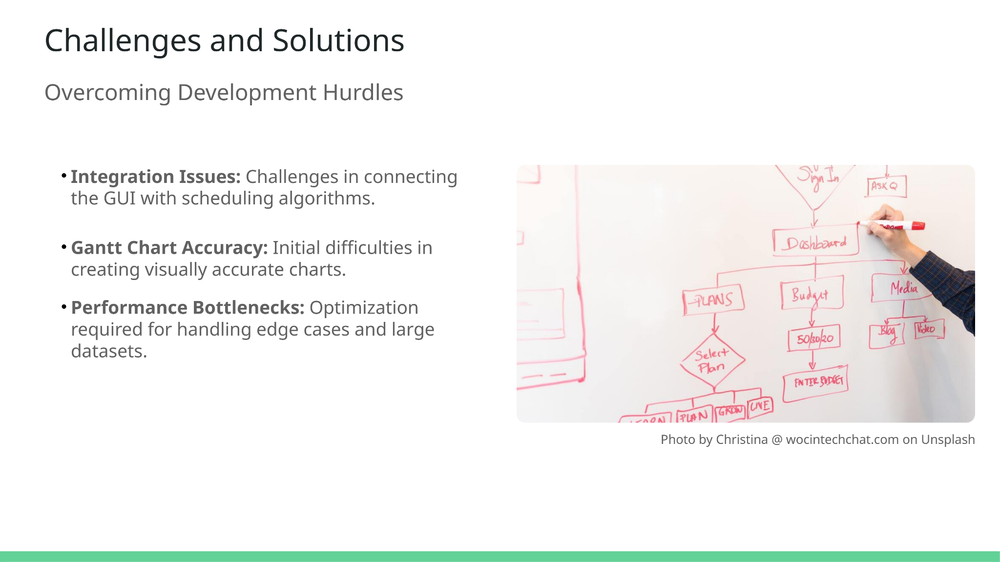 Challenges and Solutions
Overcoming Development Hurdles
• Integration Issues: Challenges in connecting
the GUI with scheduling algorithms.
• Gantt Chart Accuracy: Initial difficulties in
creating visually accurate charts.
• Performance Bottlenecks: Optimization
required for handling edge cases and large
datasets.
Sign In
ASK Q
Dashboard
PLANS
Budget
Media
Blog
Video
50/30/20
Select
Plan
ENTER BUDGET
PLAN
GROW
LIVE
Photo by Christina @ wocintechchat.com on Unsplash